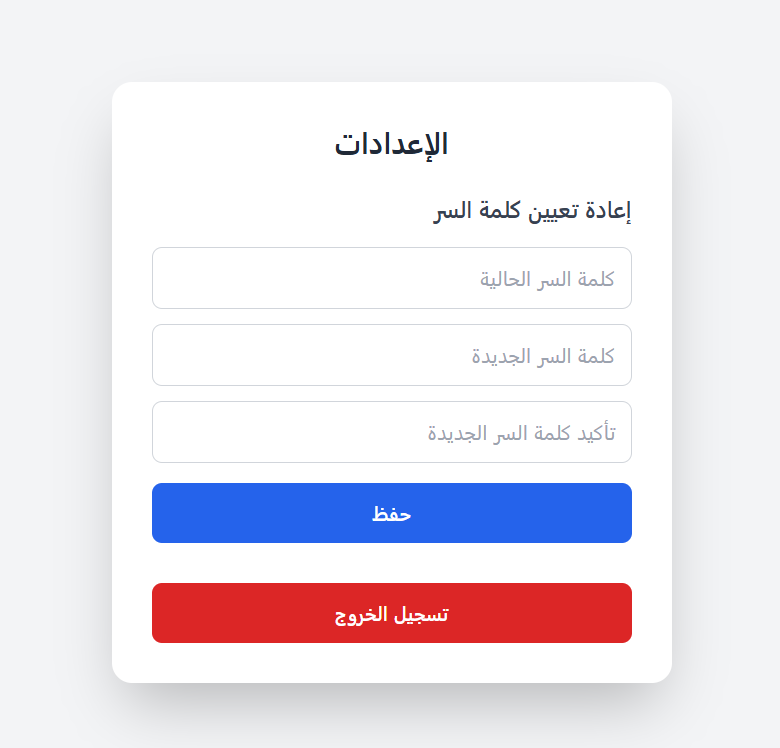 الإعدادات
إعادة تعيين كلمة السر
كلمة السر الحالية
كلمة السر الجديدة
تأكيد كلمة السر الجديدة
حفظ
تسجيل الخروج